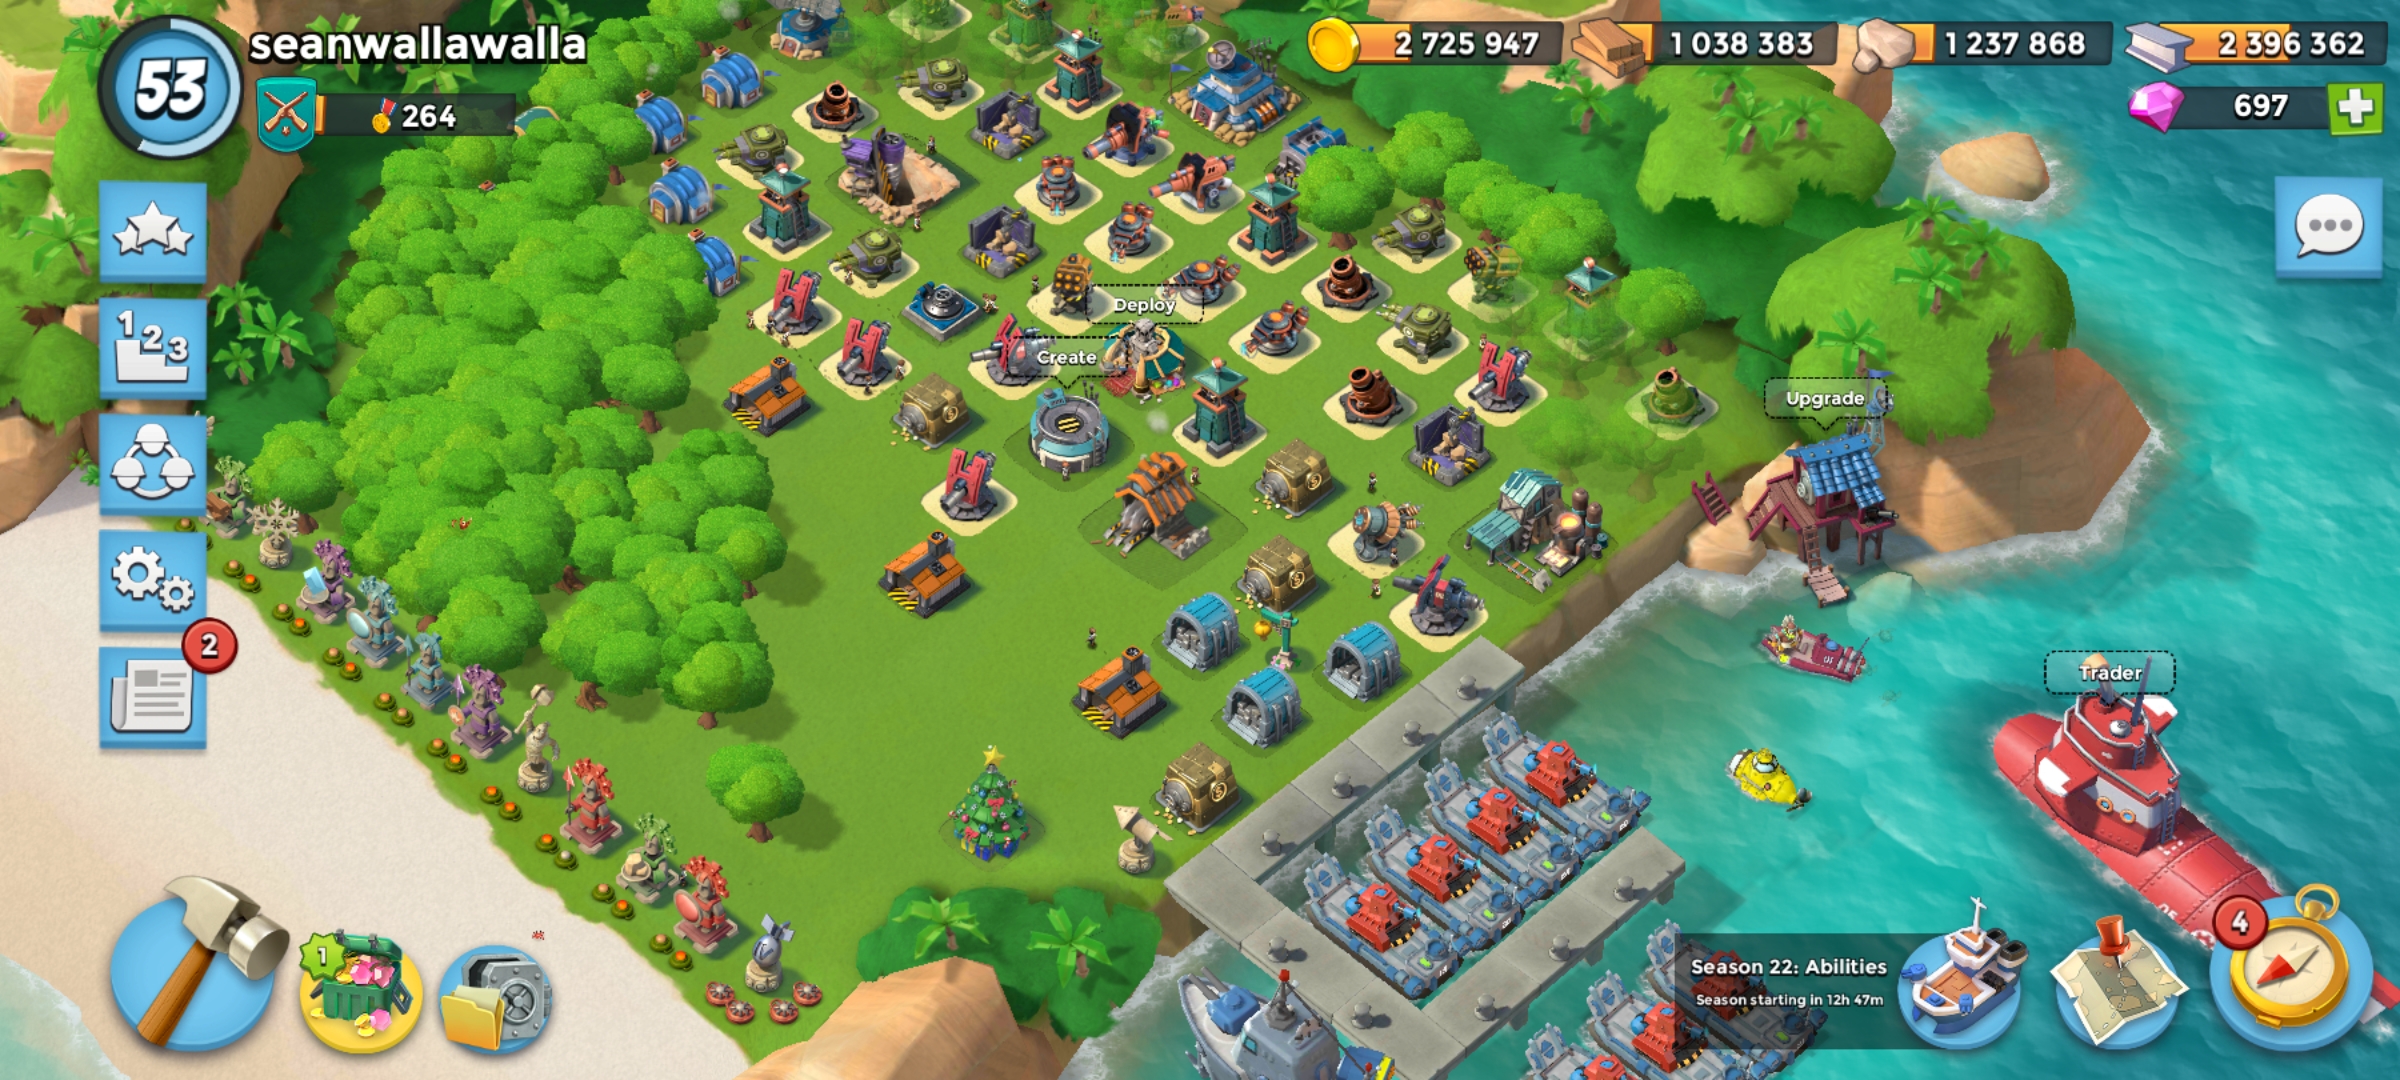 53
seanwallawalla
264
2 725 947
1 038 383
1 237 868
2 396 362
697
123
2
Deploy
Create
Upgrade
Trader
1
Season 22: Abilities
Season starting in 12h 47m
4